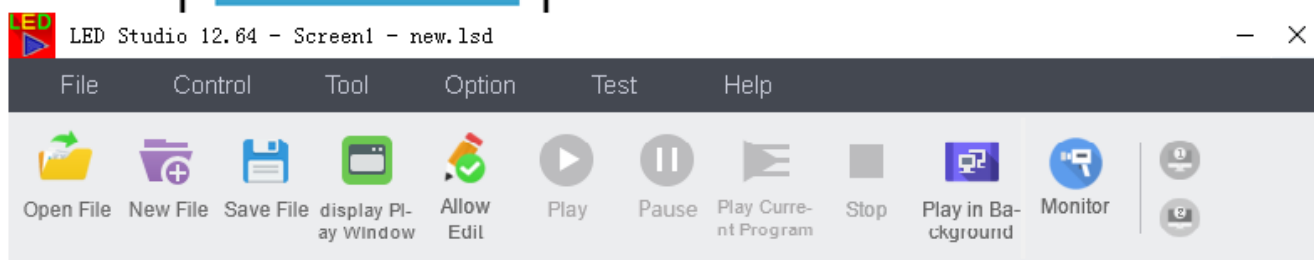 LED
LED Studio 12.64 - Screen1 - new.lsd
File Control Tool Option Test Help
Open File
New File
Save File
display Pl-
ay Window
Allow
Edit
Play
Pause
Play Curre-
nt Program
Stop
Play in Ba-
ckground
Monitor
1
2